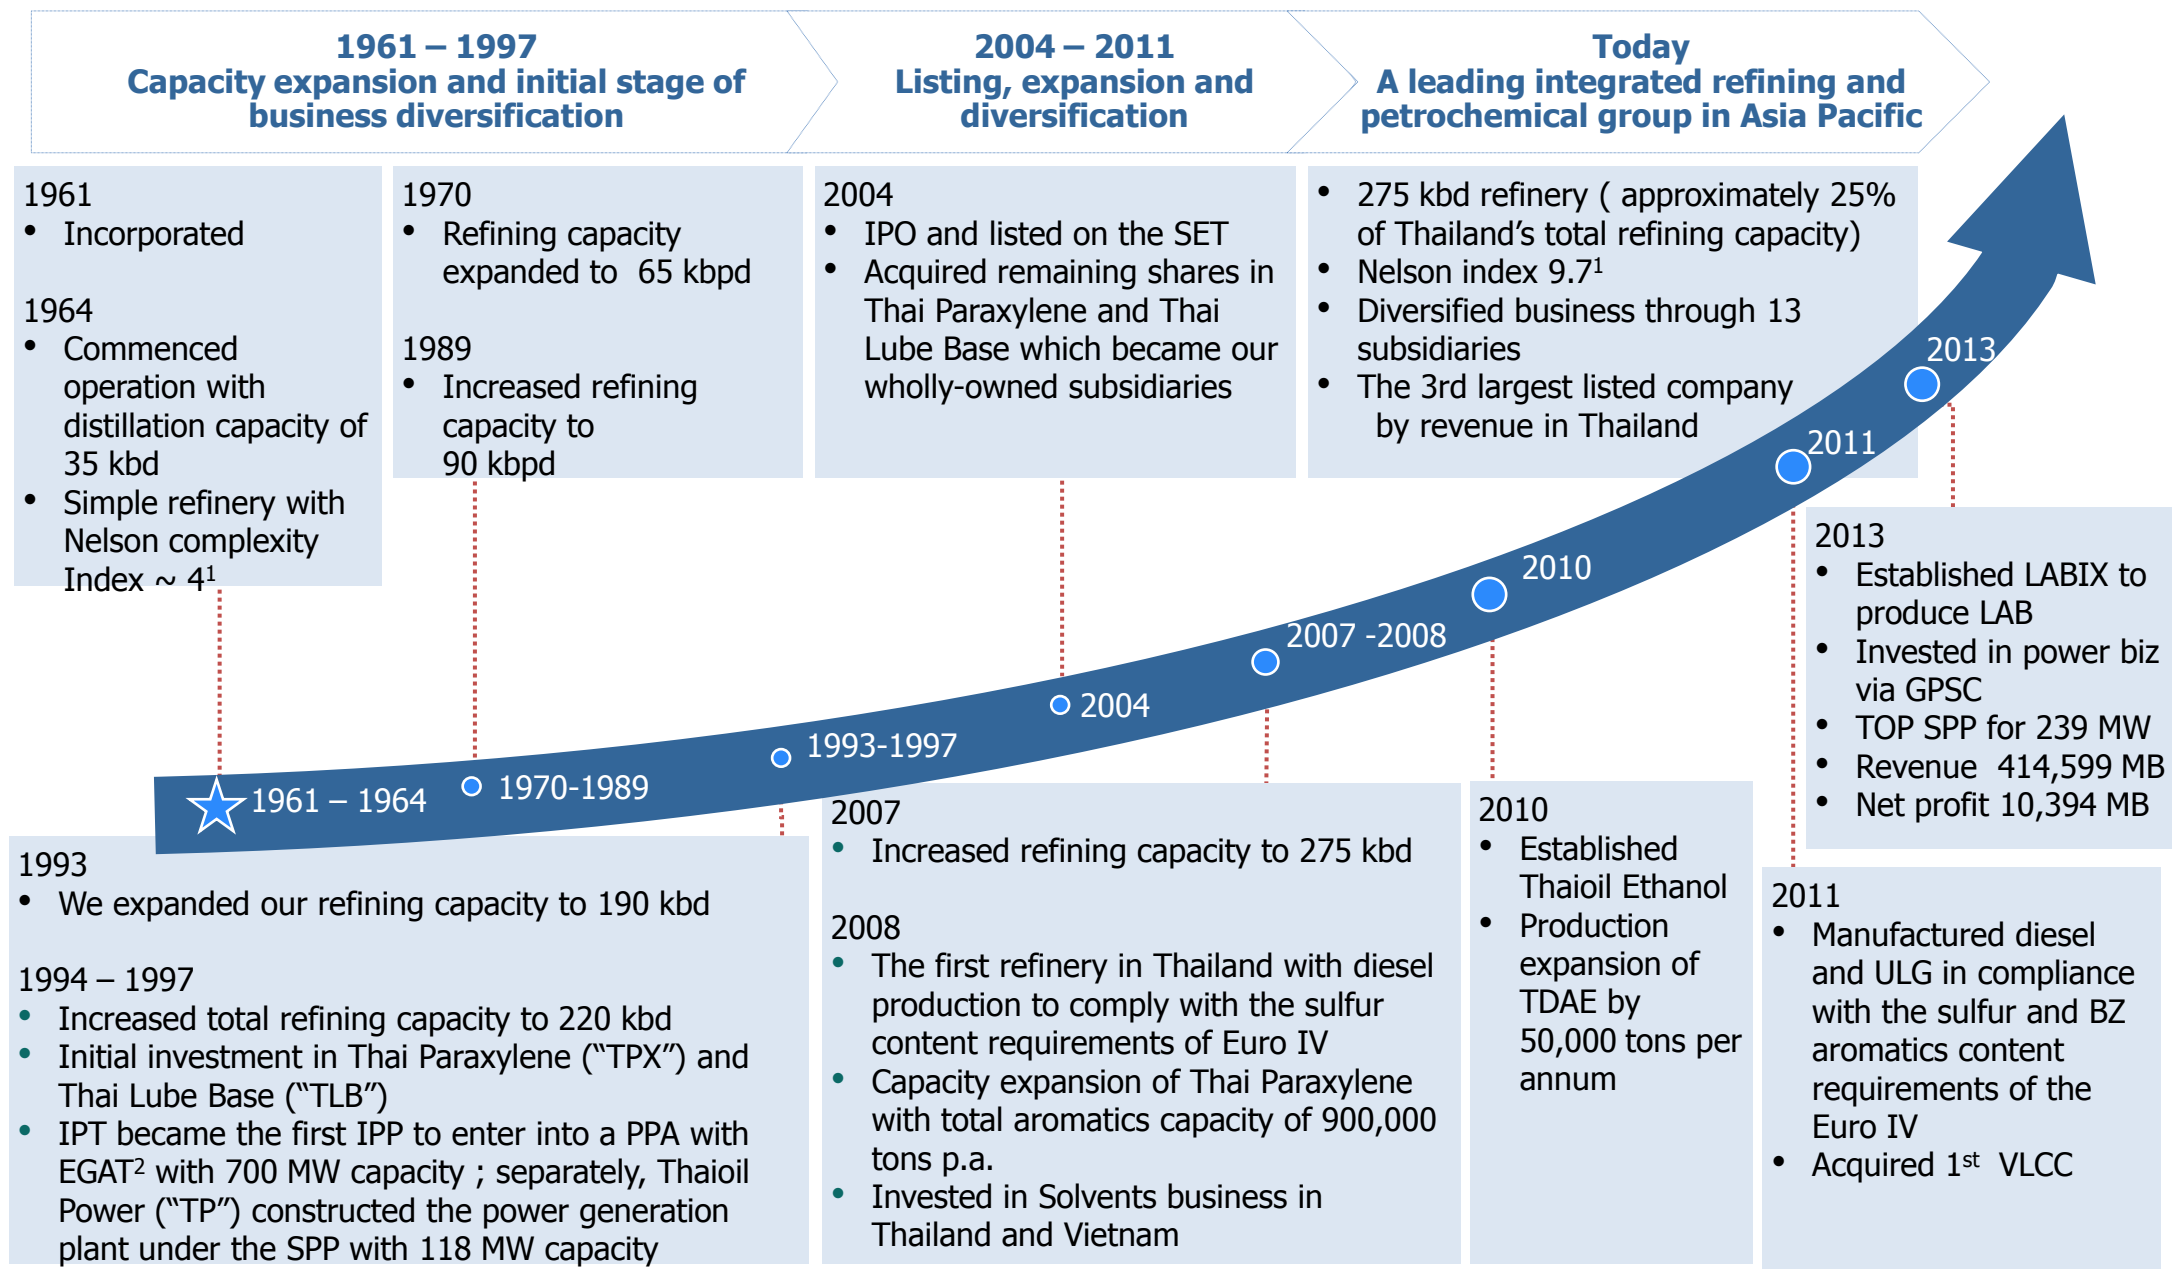 1961 – 1997
Capacity expansion and initial stage of
business diversification
2004 – 2011
Listing, expansion and
diversification
Today
A leading integrated refining and
petrochemical group in Asia Pacific
1961
• Incorporated
1964
• Commenced
operation with
distillation capacity of
35 kbd
• Simple refinery with
Nelson complexity
Index ~ 4¹
1970
• Refining capacity
expanded to 65 kbpd
1989
• Increased refining
capacity to
90 kbpd
2004
• IPO and listed on the SET
• Acquired remaining shares in
Thai Paraxylene and Thai
Lube Base which became our
wholly-owned subsidiaries
• 275 kbd refinery ( approximately 25%
of Thailand’s total refining capacity)
• Nelson index 9.7¹
• Diversified business through 13
subsidiaries
• The 3rd largest listed company
by revenue in Thailand
1961 – 1964
1970-1989
1993-1997
2004
2007 -2008
2010
2011
2013
1993
• We expanded our refining capacity to 190 kbd
1994 – 1997
• Increased total refining capacity to 220 kbd
• Initial investment in Thai Paraxylene (“TPX”) and
Thai Lube Base (“TLB”)
• IPT became the first IPP to enter into a PPA with
EGAT² with 700 MW capacity ; separately, Thaioil
Power (“TP”) constructed the power generation
plant under the SPP with 118 MW capacity
2007
• Increased refining capacity to 275 kbd
2008
• The first refinery in Thailand with diesel
production to comply with the sulfur
content requirements of Euro IV
• Capacity expansion of Thai Paraxylene
with total aromatics capacity of 900,000
tons p.a.
• Invested in Solvents business in
Thailand and Vietnam
2010
• Established
Thaioil Ethanol
• Production
expansion of
TDAE by
50,000 tons per
annum
2011
• Manufactured diesel
and ULG in compliance
with the sulfur and BZ
aromatics content
requirements of the
Euro IV
• Acquired 1st VLCC
2013
• Established LABIX to
produce LAB
• Invested in power biz
via GPSC
• TOP SPP for 239 MW
• Revenue 414,599 MB
• Net profit 10,394 MB